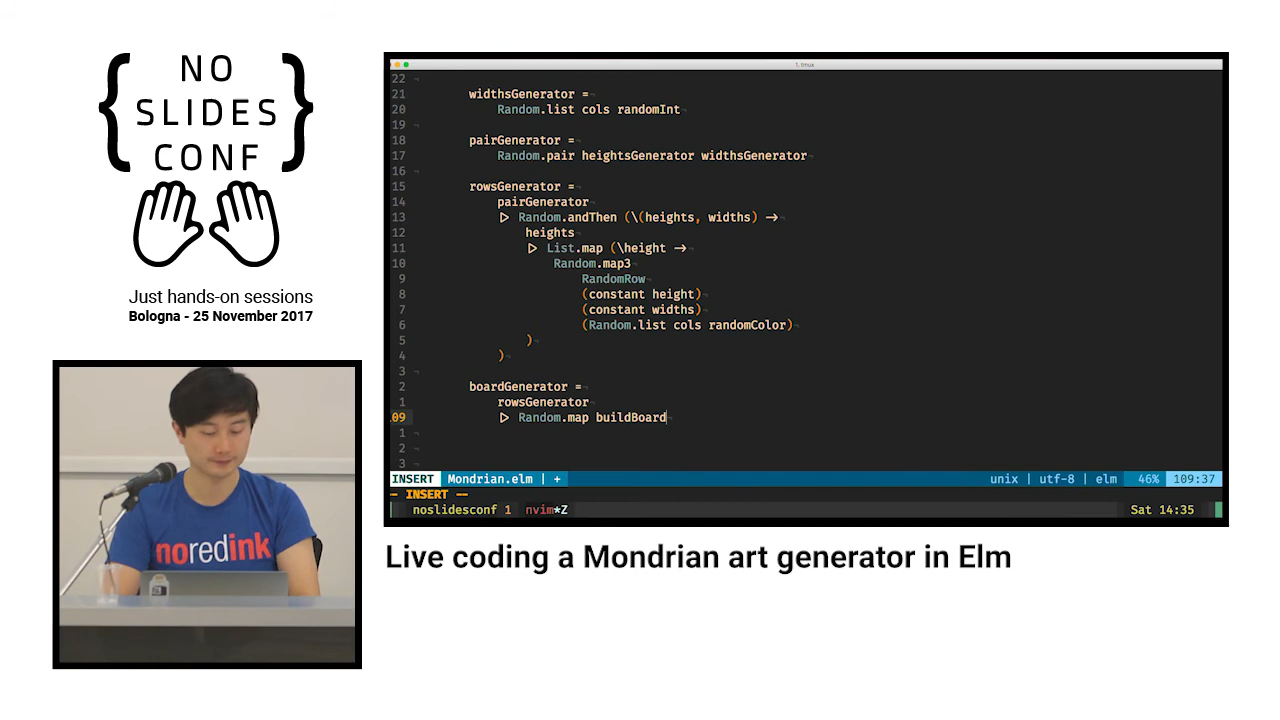 { NO
SLIDES
CONF }
Just hands-on sessions
Bologna - 25 November 2017
noredink
1. tmux
22 ¬
21 widthsGenerator =¬
20 Random.list cols randomInt¬
19 ¬
18 pairGenerator =¬
17 Random.pair heightsGenerator widthsGenerator¬
16 ¬
15 rowsGenerator =¬
14 pairGenerator¬
13 ▷ Random.andThen (\(heights, widths) →¬
12 heights¬
11 ▷ List.map (\height →¬
10 Random.map3¬
9 RandomRow¬
8 (constant height)¬
7 (constant widths)¬
6 (Random.list cols randomColor)¬
5 )¬
4 )¬
3 ¬
2 boardGenerator =¬
1 rowsGenerator¬
109 ▷ Random.map buildBoard¬
1 ¬
2 ¬
3 ¬
INSERT Mondrian.elm | + unix | utf-8 | elm 46% 109:37
- INSERT --
noslidesconf 1 nvim*Z Sat 14:35
Live coding a Mondrian art generator in Elm